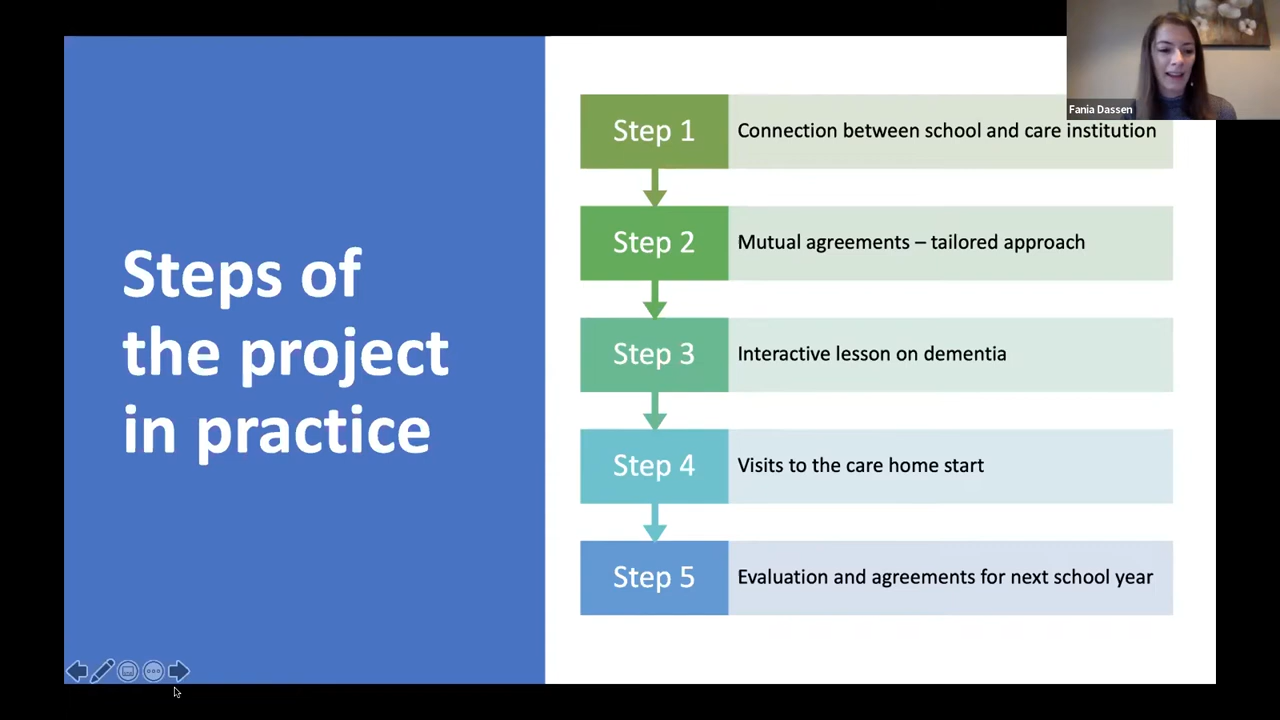 Fania Dassen
Steps of
the project
in practice
Step 1
Connection between school and care institution
Step 2
Mutual agreements – tailored approach
Step 3
Interactive lesson on dementia
Step 4
Visits to the care home start
Step 5
Evaluation and agreements for next school year